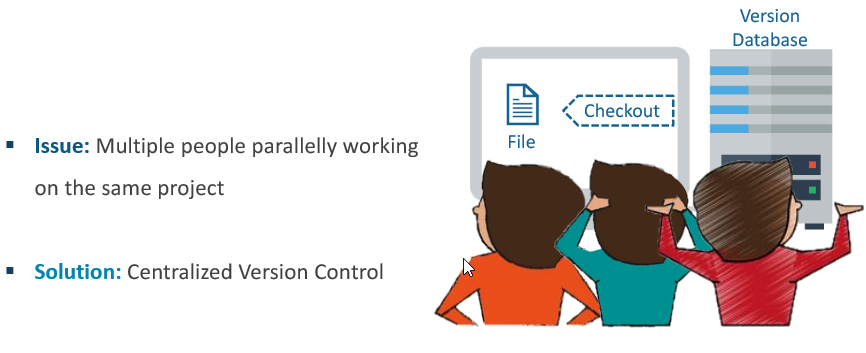 Version
Database
Checkout
File
Issue: Multiple people parallelly working
on the same project
Solution: Centralized Version Control